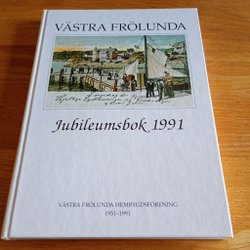 VÄSTRA FRÖLUNDA
Jubileumsbok 1991
VÄSTRA FRÖLUNDA HEMBYGDSFÖRENING
1951-1991